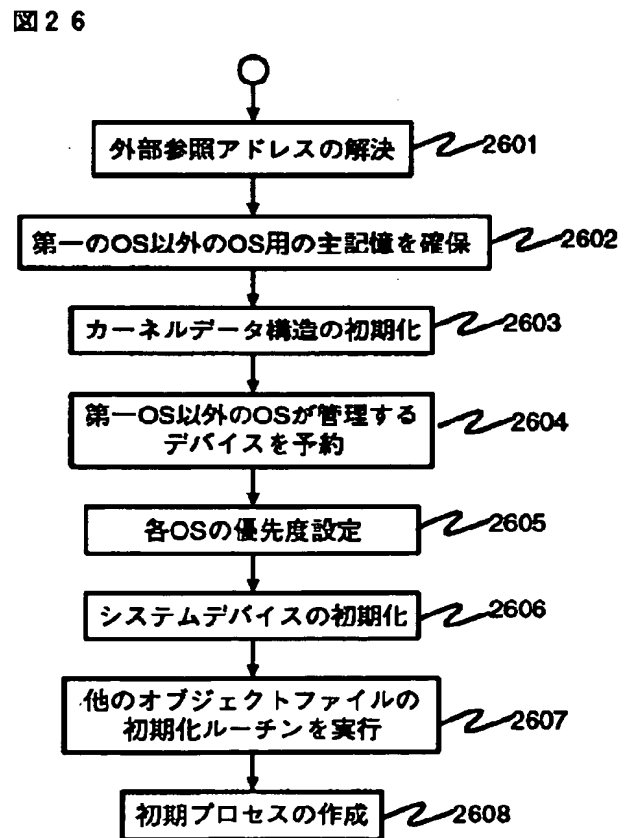 図26
外部参照アドレスの解決
2601
第一のOS以外のOS用の主記憶を確保
2602
カーネルデータ構造の初期化
2603
第一OS以外のOSが管理する
デバイスを予約
2604
各OSの優先度設定
2605
システムデバイスの初期化
2606
他のオブジェクトファイルの
初期化ルーチンを実行
2607
初期プロセスの作成
2608